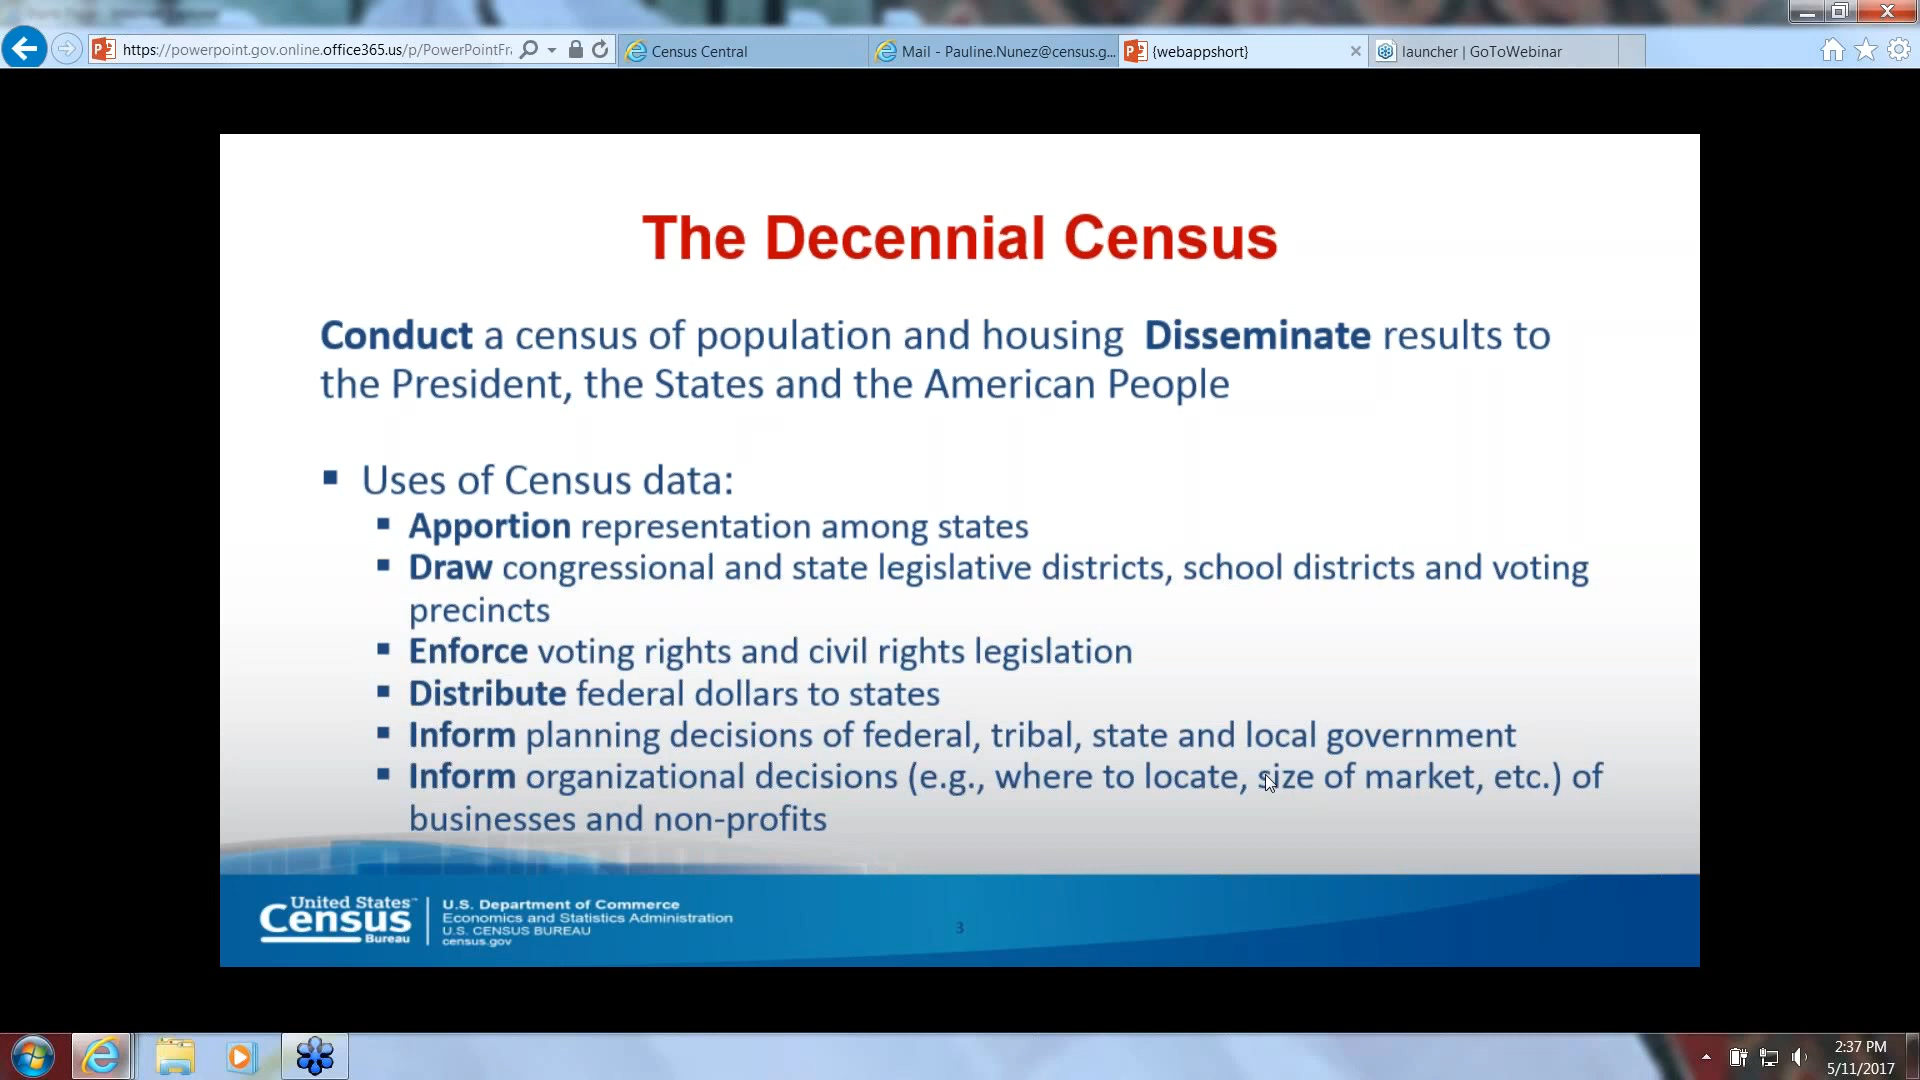 https://powerpoint.gov.online.office365.us/p/PowerPointFr
Census Central
Mail - Pauline.Nunez@census.g...
{webappshort}
launcher | GoToWebinar
The Decennial Census
Conduct a census of population and housing Disseminate results to
the President, the States and the American People
Uses of Census data:
Apportion representation among states
Draw congressional and state legislative districts, school districts and voting
precincts
Enforce voting rights and civil rights legislation
Distribute federal dollars to states
Inform planning decisions of federal, tribal, state and local government
Inform organizational decisions (e.g., where to locate, size of market, etc.) of
businesses and non-profits
United States
Census
Bureau
U.S. Department of Commerce
Economics and Statistics Administration
U.S. CENSUS BUREAU
census.gov
3
2:37 PM
5/11/2017